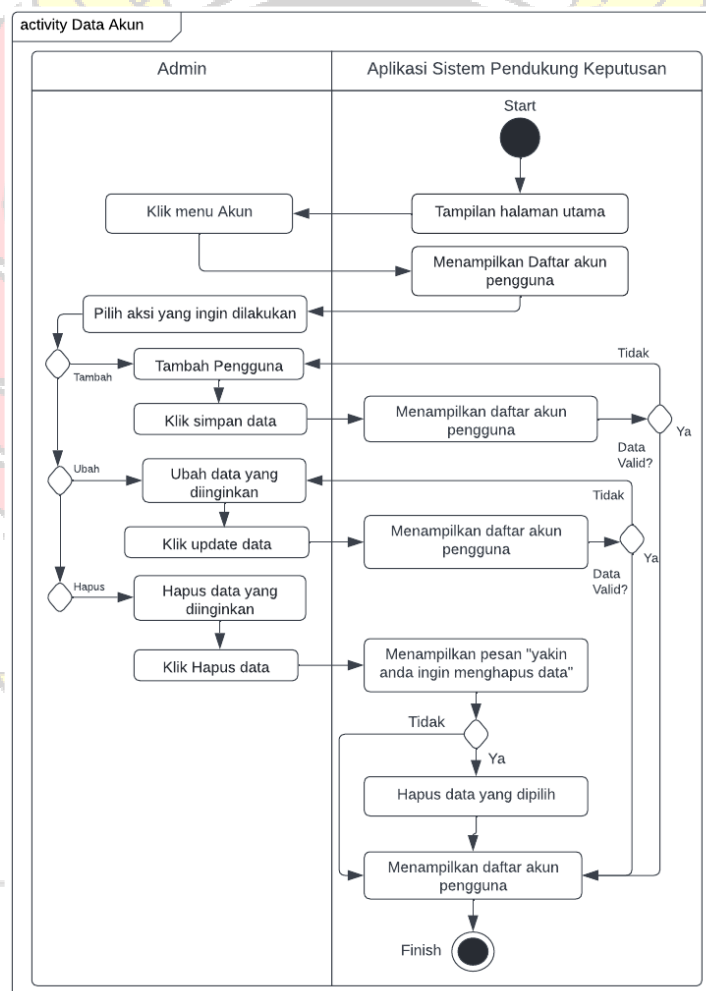 activity Data Akun
Admin
Aplikasi Sistem Pendukung Keputusan
Start
Klik menu Akun
Tampilan halaman utama
Menampilkan Daftar akun
pengguna
Pilih aksi yang ingin dilakukan
Tambah
Tambah Pengguna
Tidak
Klik simpan data
Menampilkan daftar akun
pengguna
Ya
Data
Valid?
Ubah
Ubah data yang
diinginkan
Tidak
Klik update data
Menampilkan daftar akun
pengguna
Ya
Data
Valid?
Hapus
Hapus data yang
diinginkan
Klik Hapus data
Menampilkan pesan "yakin
anda ingin menghapus data"
Tidak
Ya
Hapus data yang dipilih
Menampilkan daftar akun
pengguna
Finish